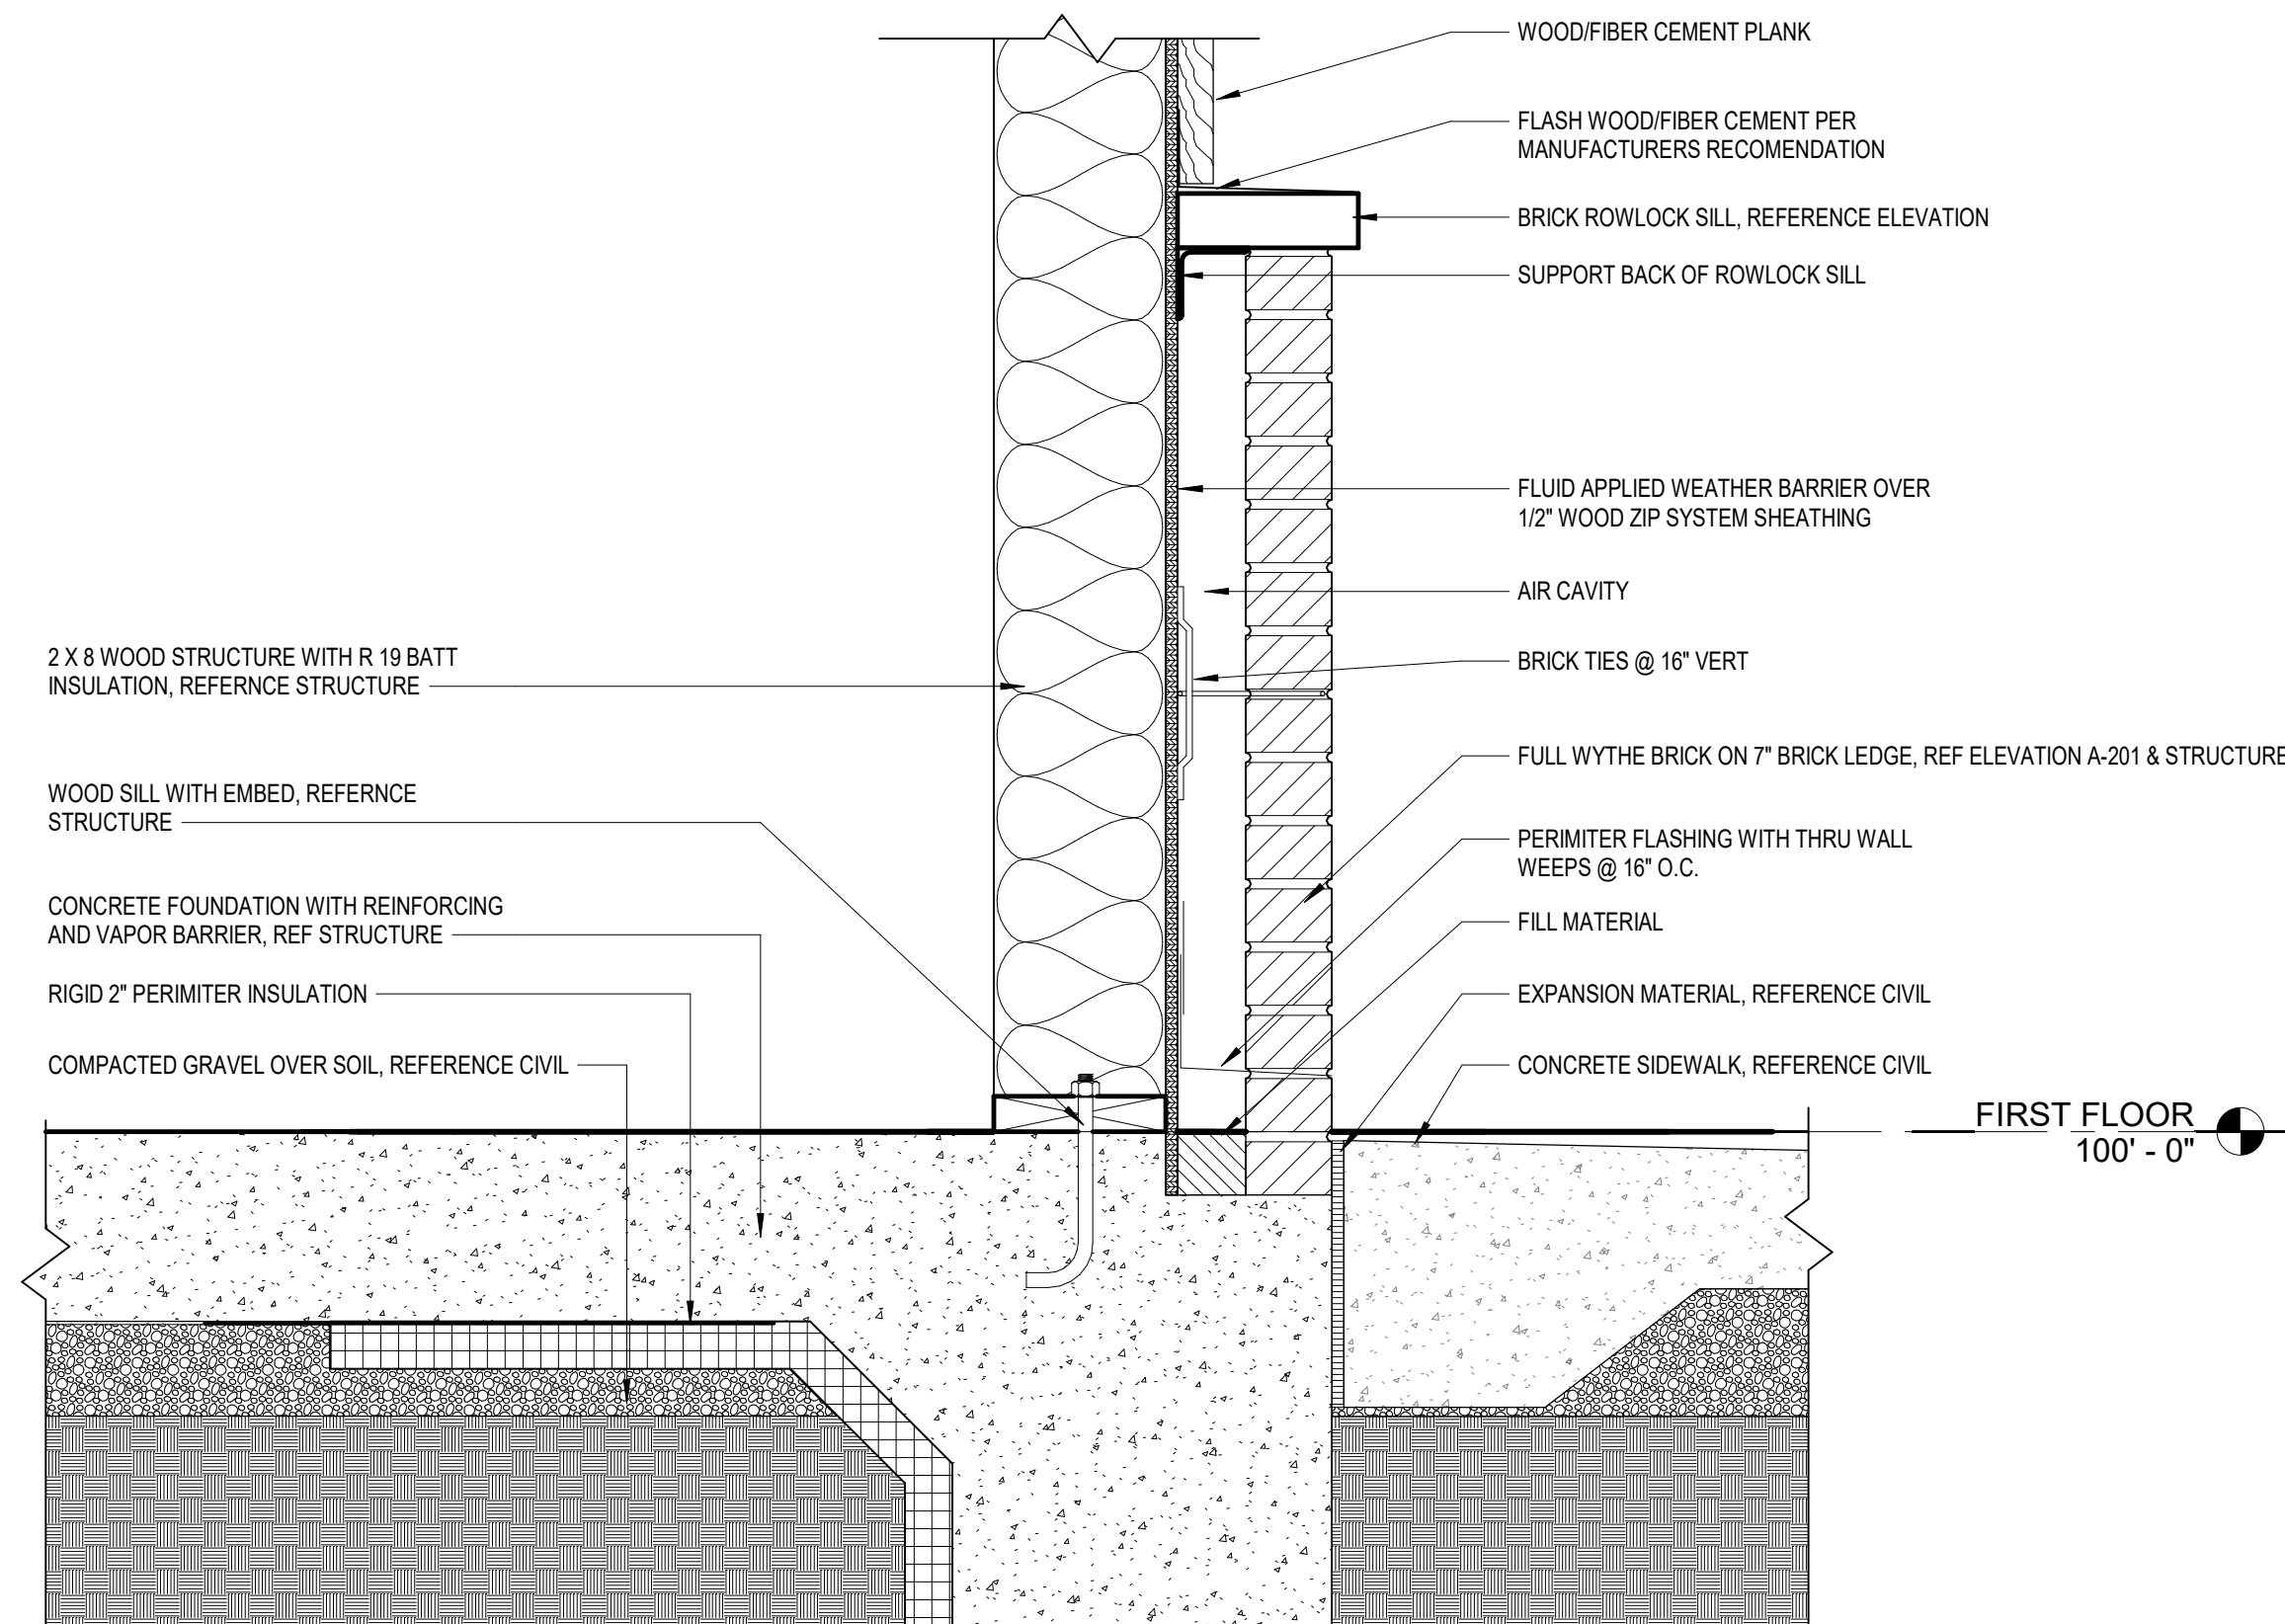 WOOD/FIBER CEMENT PLANK
FLASH WOOD/FIBER CEMENT PER
MANUFACTURERS RECOMENDATION
BRICK ROWLOCK SILL, REFERENCE ELEVATION
SUPPORT BACK OF ROWLOCK SILL
FLUID APPLIED WEATHER BARRIER OVER
1/2" WOOD ZIP SYSTEM SHEATHING
AIR CAVITY
BRICK TIES @ 16" VERT
FULL WYTHE BRICK ON 7" BRICK LEDGE, REF ELEVATION A-201 & STRUCTURE
PERIMITER FLASHING WITH THRU WALL
WEEPS @ 16" O.C.
FILL MATERIAL
EXPANSION MATERIAL, REFERENCE CIVIL
CONCRETE SIDEWALK, REFERENCE CIVIL
2 X 8 WOOD STRUCTURE WITH R 19 BATT
INSULATION, REFERNCE STRUCTURE
WOOD SILL WITH EMBED, REFERNCE
STRUCTURE
CONCRETE FOUNDATION WITH REINFORCING
AND VAPOR BARRIER, REF STRUCTURE
RIGID 2" PERIMITER INSULATION
COMPACTED GRAVEL OVER SOIL, REFERENCE CIVIL
FIRST FLOOR
100' - 0"